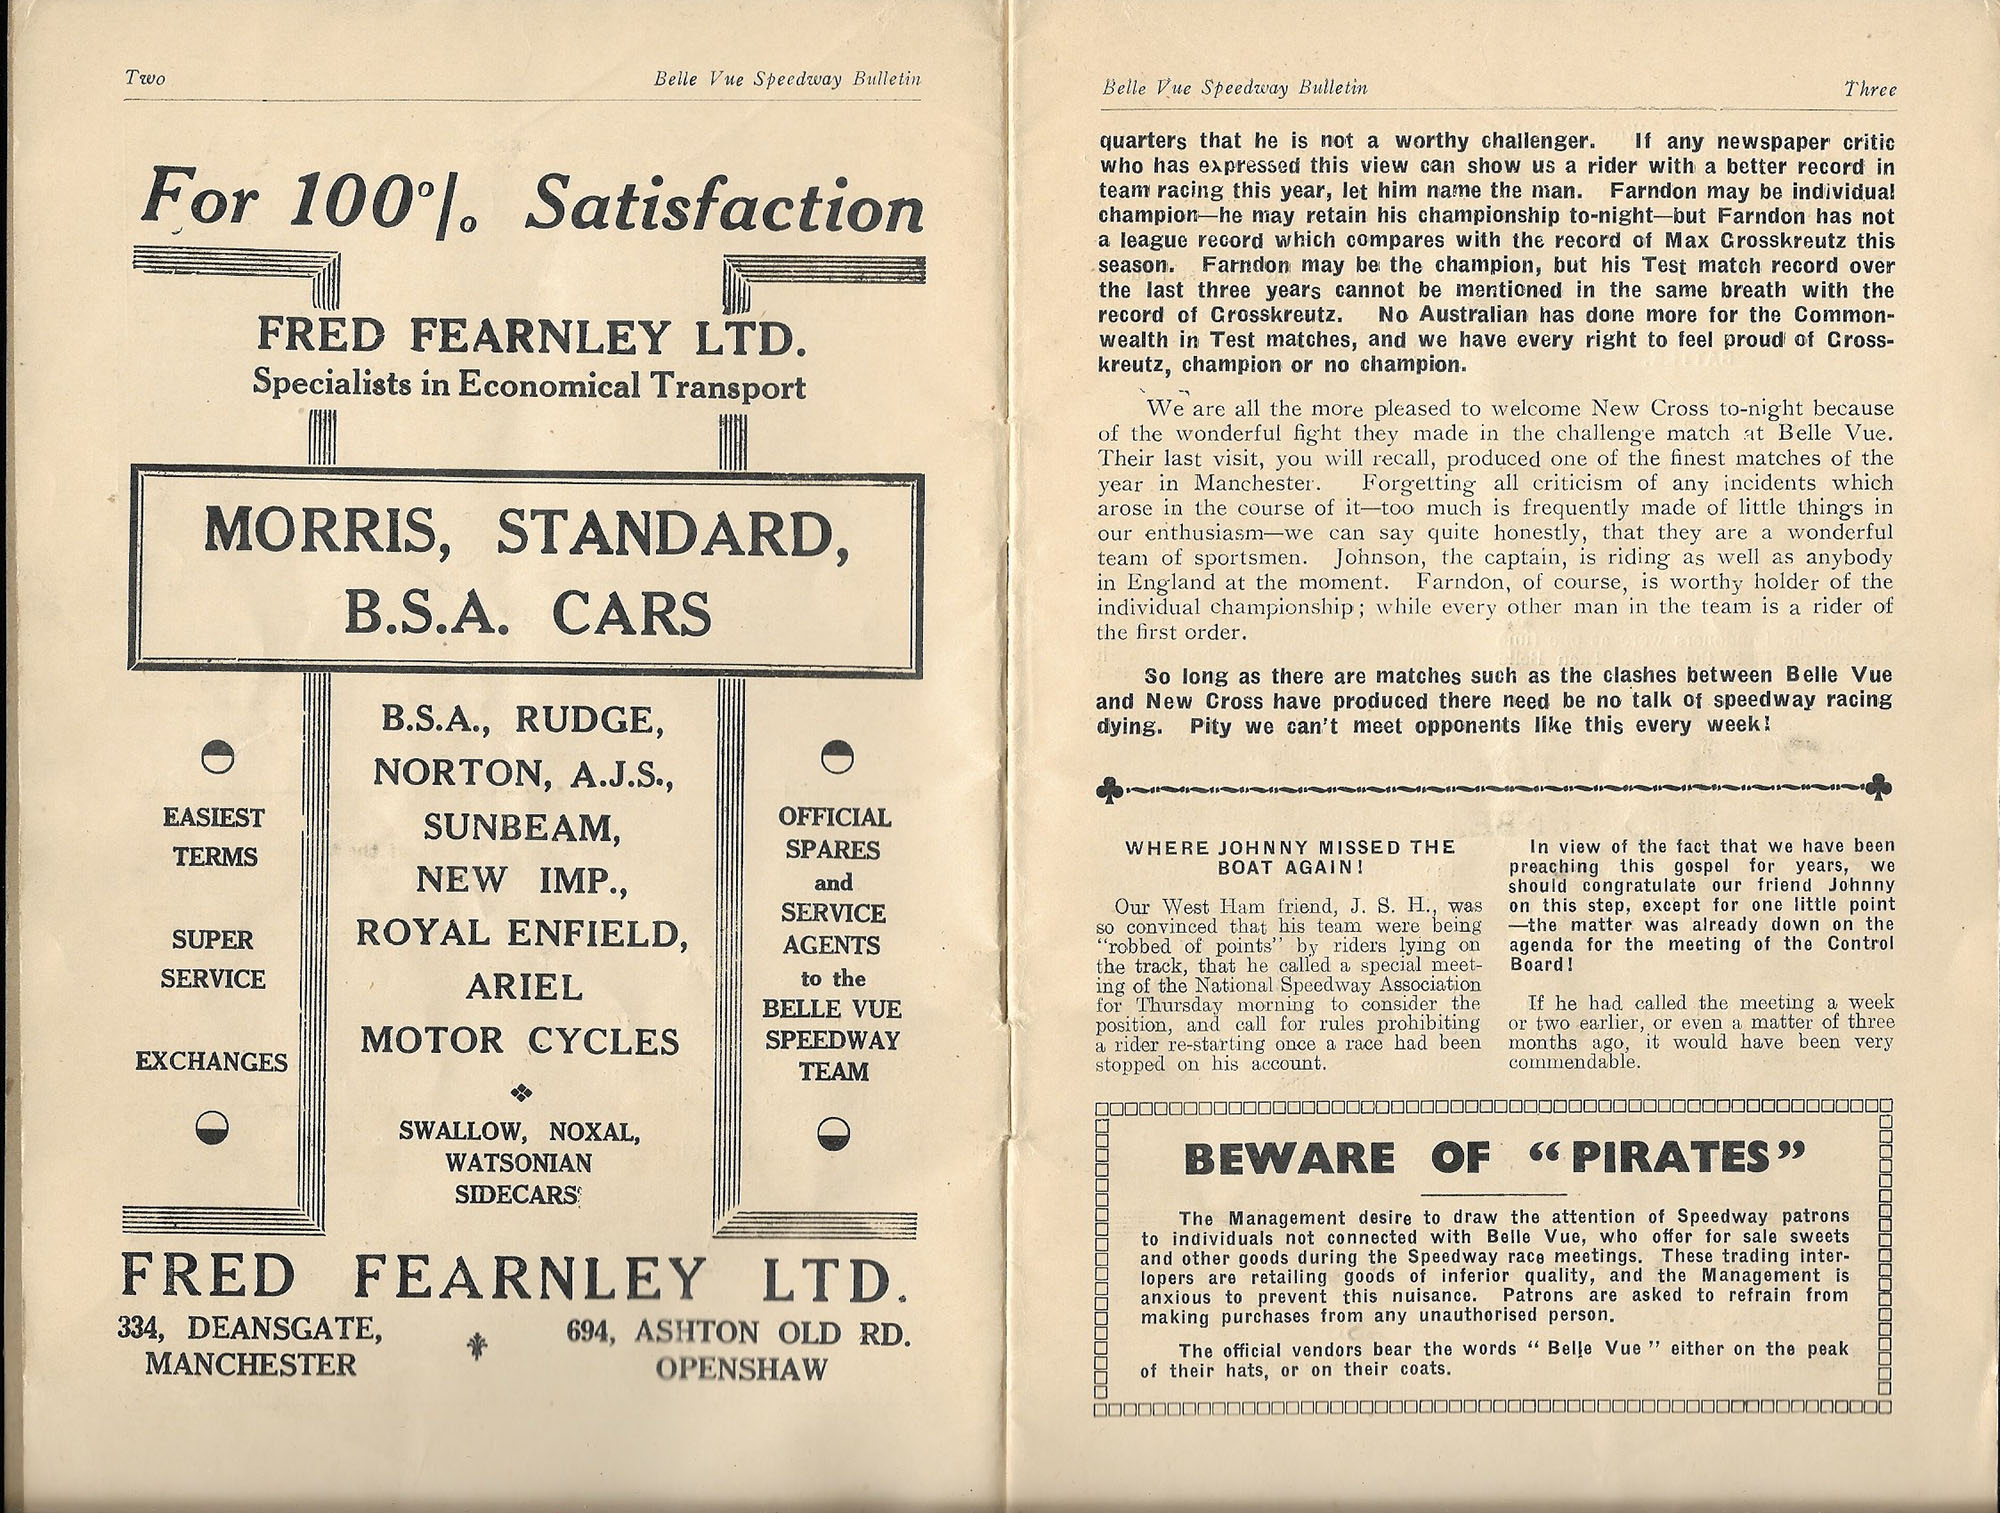 Two
Belle Vue Speedway Bulletin
For 100% Satisfaction
FRED FEARNLEY LTD.
Specialists in Economical Transport
MORRIS, STANDARD,
B.S.A. CARS
B.S.A., RUDGE,
NORTON, A.J.S.,
SUNBEAM,
NEW IMP.,
ROYAL ENFIELD,
ARIEL
MOTOR CYCLES
SWALLOW, NOXAL,
WATSONIAN
SIDECARS
EASIEST
TERMS
SUPER
SERVICE
EXCHANGES
OFFICIAL
SPARES
and
SERVICE
AGENTS
to the
BELLE VUE
SPEEDWAY
TEAM
FRED FEARNLEY LTD.
334, DEANSGATE,
MANCHESTER
694, ASHTON OLD RD.
OPENSHAW
Belle Vue Speedway Bulletin
Three
quarters that he is not a worthy challenger. If any newspaper critic
who has expressed this view can show us a rider with a better record in
team racing this year, let him name the man. Farndon may be individual
champion—he may retain his championship to-night—but Farndon has not
a league record which compares with the record of Max Grosskreutz this
season. Farndon may be the champion, but his Test match record over
the last three years cannot be mentioned in the same breath with the
record of Grosskreutz. No Australian has done more for the Common-
wealth in Test matches, and we have every right to feel proud of Gross-
kreutz, champion or no champion.
We are all the more pleased to welcome New Cross to-night because
of the wonderful fight they made in the challenge match at Belle Vue.
Their last visit, you will recall, produced one of the finest matches of the
year in Manchester. Forgetting all criticism of any incidents which
arose in the course of it—too much is frequently made of little things in
our enthusiasm—we can say quite honestly, that they are a wonderful
team of sportsmen. Johnson, the captain, is riding as well as anybody
in England at the moment. Farndon, of course, is worthy holder of the
individual championship; while every other man in the team is a rider of
the first order.
So long as there are matches such as the clashes between Belle Vue
and New Cross have produced there need be no talk of speedway racing
dying. Pity we can't meet opponents like this every week!
WHERE JOHNNY MISSED THE
BOAT AGAIN!
Our West Ham friend, J. S. H., was
so convinced that his team were being
"robbed of points" by riders lying on
the track, that he called a special meet-
ing of the National Speedway Association
for Thursday morning to consider the
position, and call for rules prohibiting
a rider re-starting once a race had been
stopped on his account.
In view of the fact that we have been
preaching this gospel for years, we
should congratulate our friend Johnny
on this step, except for one little point
—the matter was already down on the
agenda for the meeting of the Control
Board!
If he had called the meeting a week
or two earlier, or even a matter of three
months ago, it would have been very
commendable.
BEWARE OF "PIRATES"
The Management desire to draw the attention of Speedway patrons
to individuals not connected with Belle Vue, who offer for sale sweets
and other goods during the Speedway race meetings. These trading inter-
lopers are retailing goods of inferior quality, and the Management is
anxious to prevent this nuisance. Patrons are asked to refrain from
making purchases from any unauthorised person.
The official vendors bear the words "Belle Vue" either on the peak
of their hats, or on their coats.